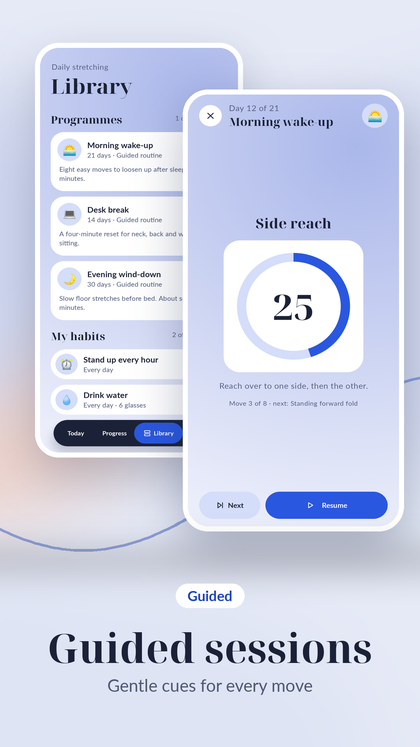 Daily stretching
Library
Programmes
Morning wake-up
21 days · Guided routine
Eight easy moves to loosen up after
minutes.
Desk break
14 days · Guided routine
A four-minute reset for neck, back and
sitting.
Evening wind-down
30 days · Guided routine
Slow floor stretches before bed. About
minutes.
My habits
2
Stand up every hour
Every day
Drink water
Every day · 6 glasses
Today
Progress
Library
Day 12 of 21
Morning wake-up
Side reach
25
Reach over to one side, then the other.
Move 3 of 8 · next: Standing forward fold
Next
Resume
Guided
Guided sessions
Gentle cues for every move